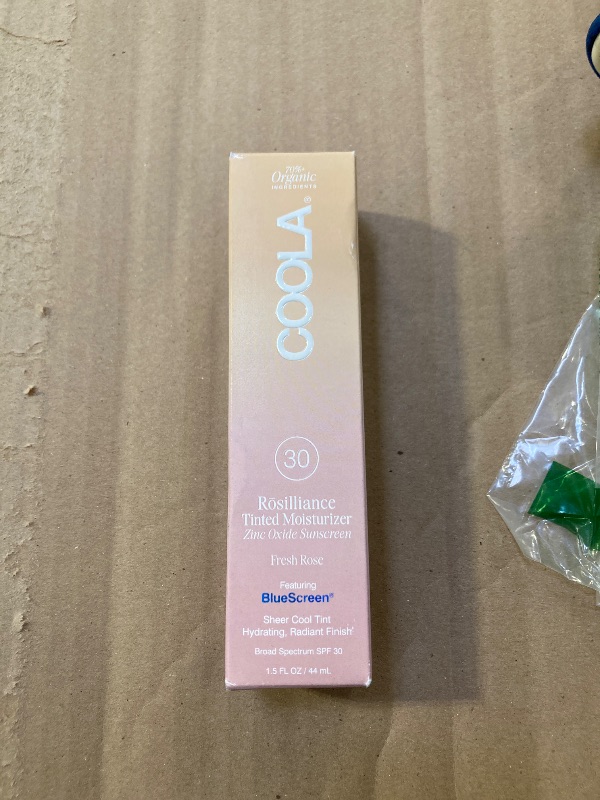 70%+
Organic
INGREDIENTS
COOLA®
30
Rōsilliance
Tinted Moisturizer
Zinc Oxide Sunscreen
Fresh Rose
Featuring
BlueScreen®
Sheer Cool Tint
Hydrating, Radiant Finish†
Broad Spectrum SPF 30
1.5 FL OZ / 44 mL